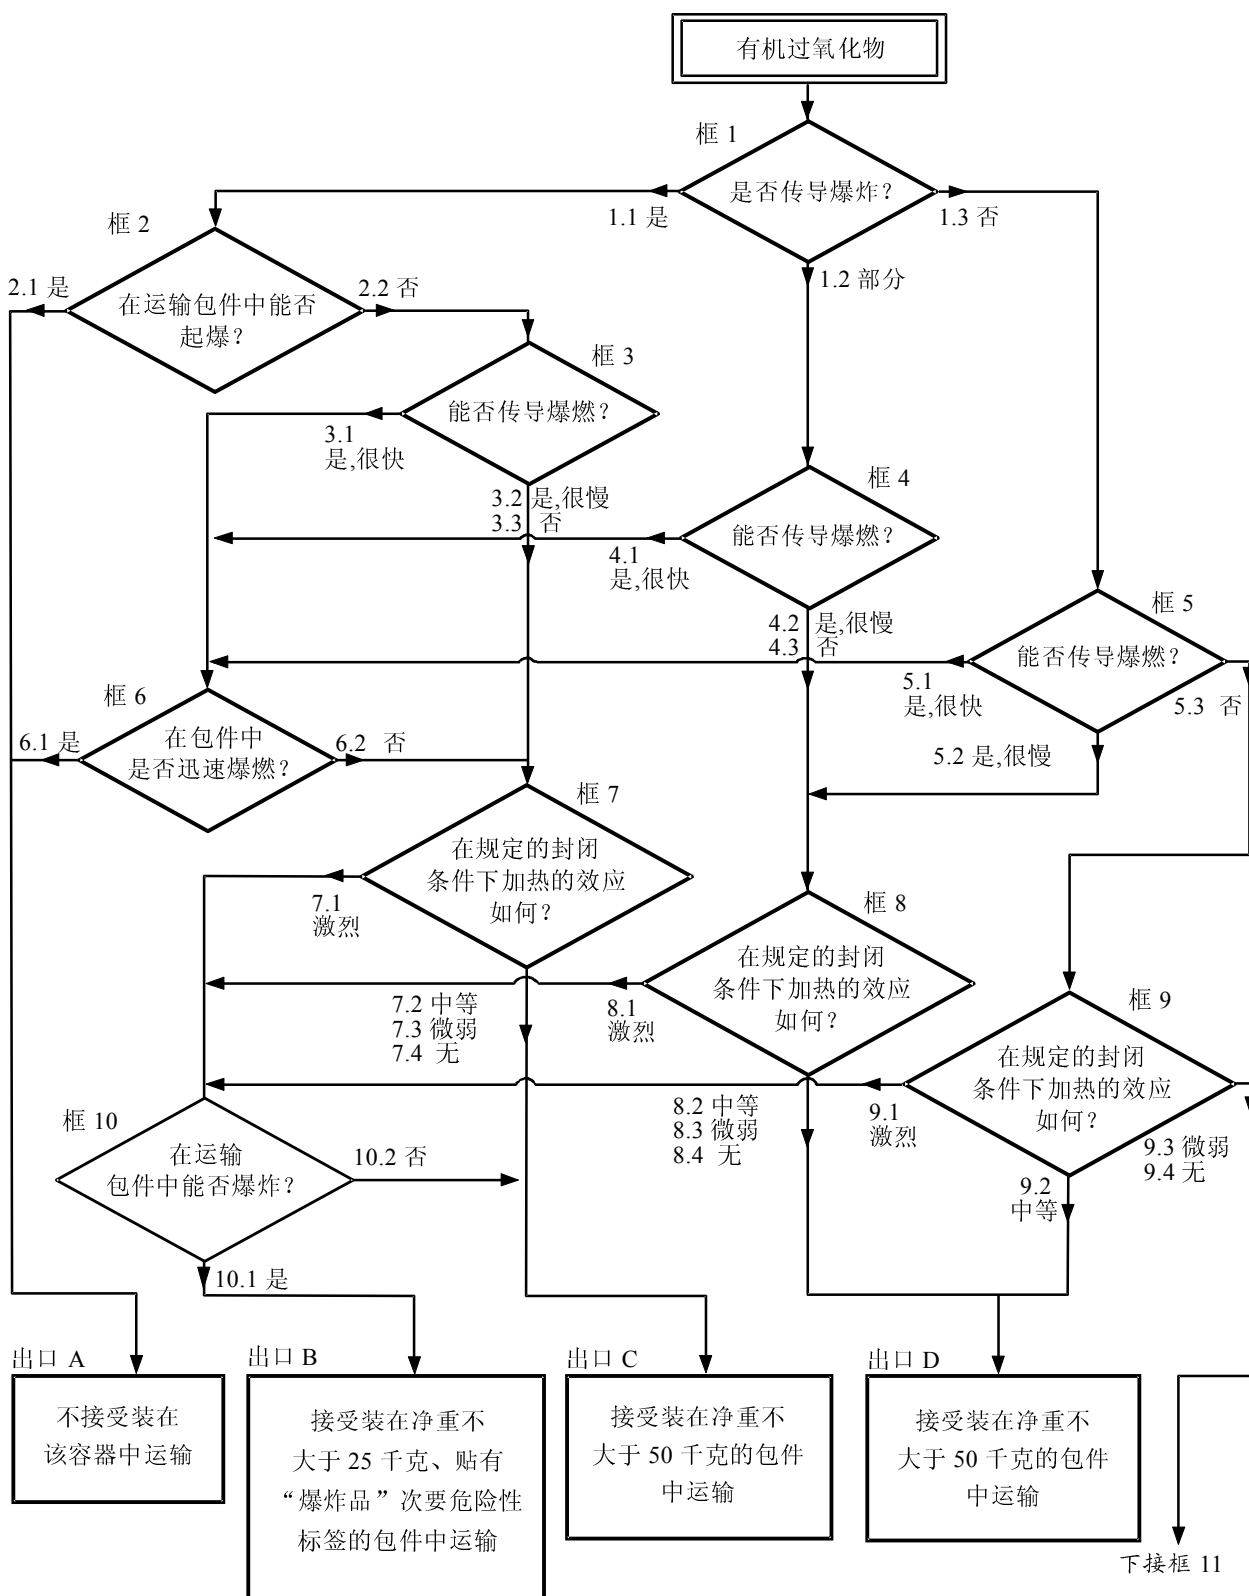 有机过氧化物
框 1
是否传导爆炸?
1.1 是
1.3 否
1.2 部分
框 2
2.1 是
2.2 否
在运输包件中能否
起爆?
框 3
能否传导爆燃?
3.1
是,很快
3.2 是,很慢
3.3 否
框 4
能否传导爆燃?
4.1
是,很快
4.2 是,很慢
4.3 否
框 5
能否传导爆燃?
5.1
是,很快
5.3 否
5.2 是,很慢
框 6
6.1 是
在包件中
是否迅速爆燃?
6.2 否
框 7
在规定的封闭
条件下加热的效应
如何?
7.1
激烈
7.2 中等
7.3 微弱
7.4 无
框 8
在规定的封闭
条件下加热的效应
如何?
8.1
激烈
8.2 中等
8.3 微弱
8.4 无
框 9
在规定的封闭
条件下加热的效应
如何?
9.1
激烈
9.3 微弱
9.4 无
9.2
中等
框 10
在运输
包件中能否爆炸?
10.2 否
10.1 是
出口 A
不接受装在
该容器中运输
出口 B
接受装在净重不
大于 25 千克、贴有
“爆炸品”次要危险性
标签的包件中运输
出口 C
接受装在净重不
大于 50 千克的包件
中运输
出口 D
接受装在净重不
大于 50 千克的包件
中运输
下接框 11